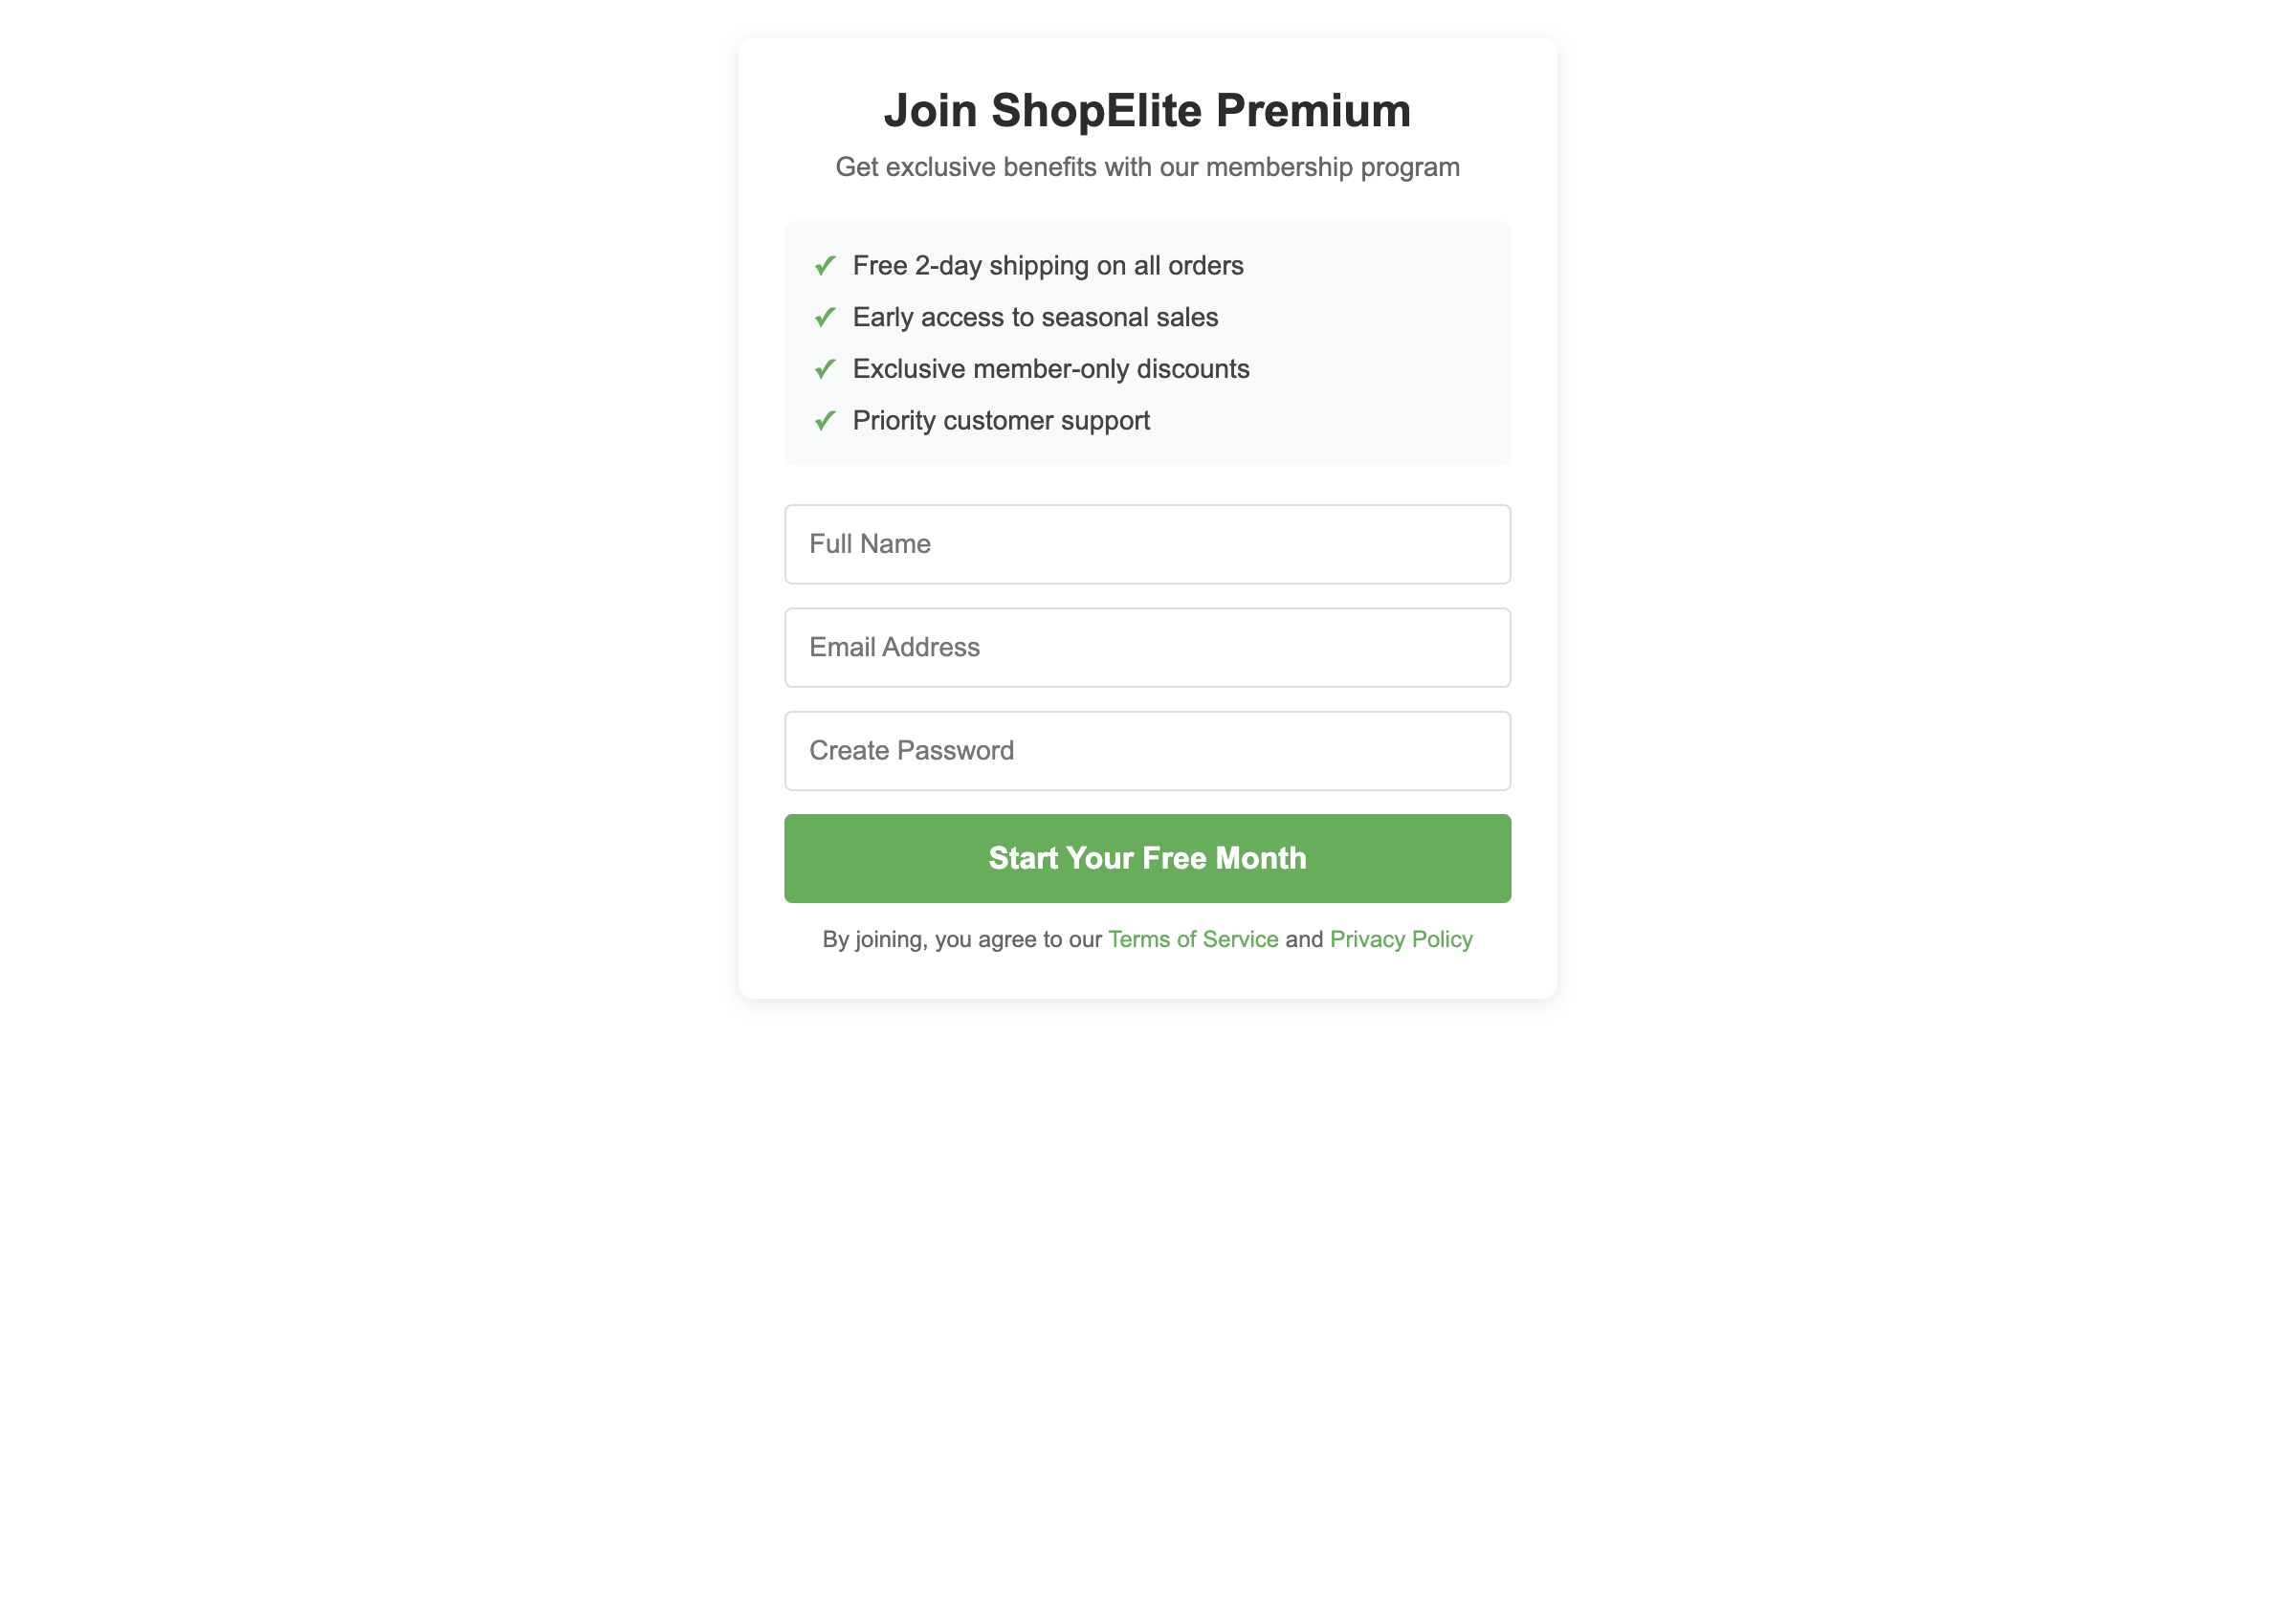 Join ShopElite Premium
Get exclusive benefits with our membership program
✓ Free 2-day shipping on all orders
✓ Early access to seasonal sales
✓ Exclusive member-only discounts
✓ Priority customer support
Full Name
Email Address
Create Password
Start Your Free Month
By joining, you agree to our Terms of Service and Privacy Policy